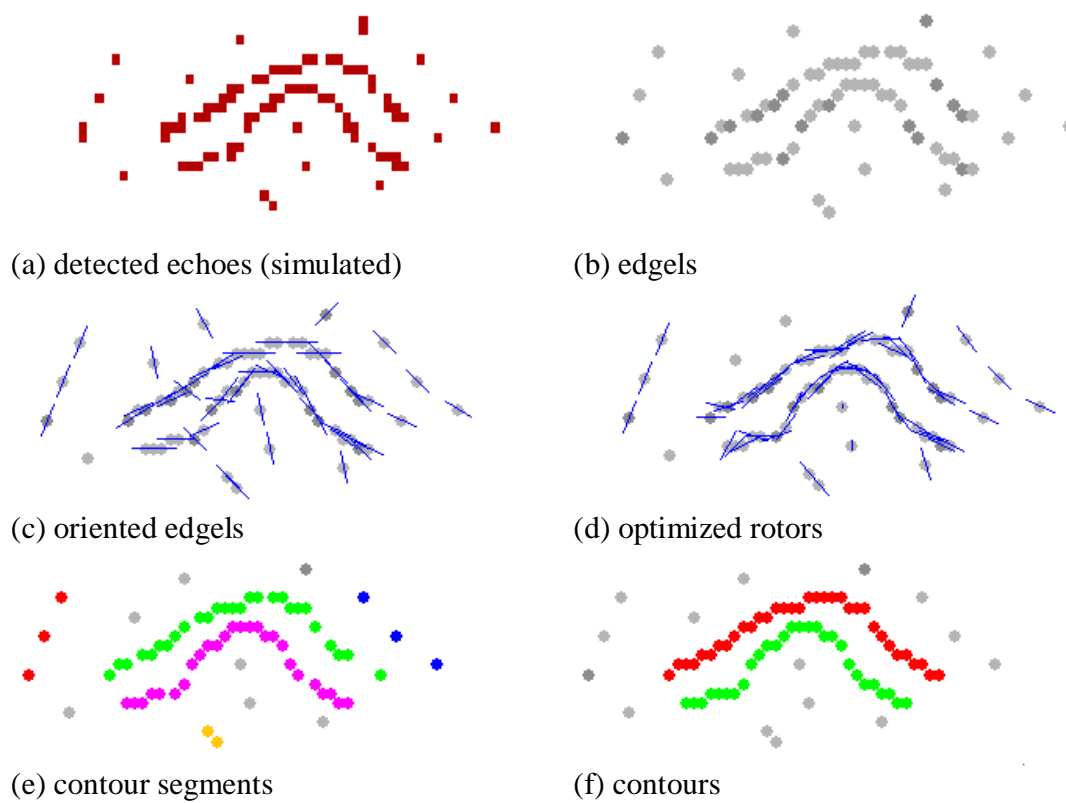 (a) detected echoes (simulated)
(b) edgels
(c) oriented edgels
(d) optimized rotors
(e) contour segments
(f) contours